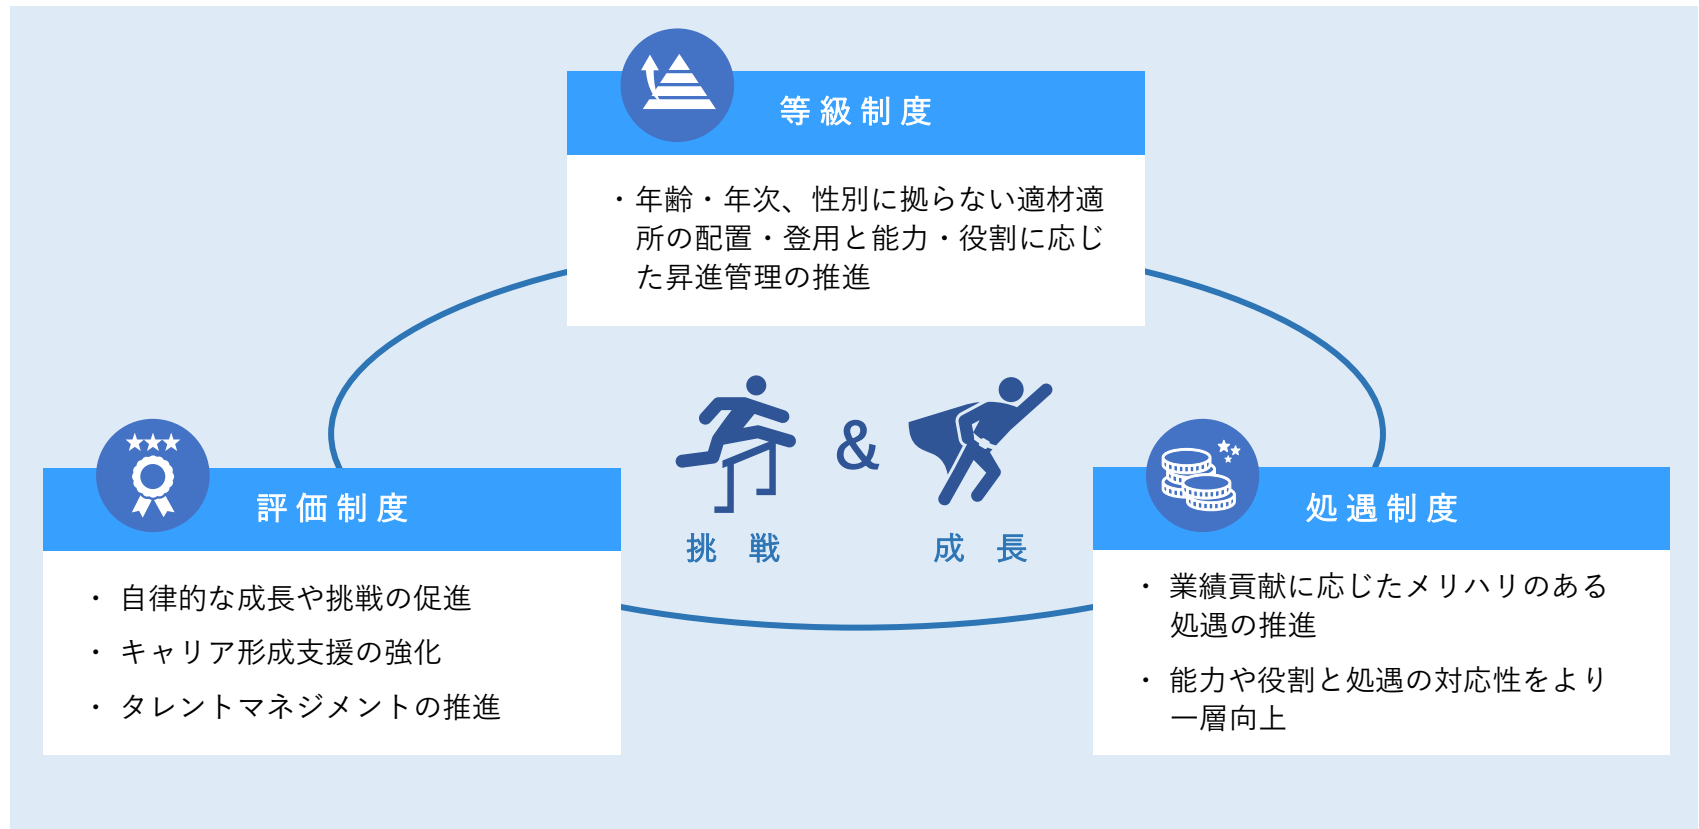 等級制度
・年齢・年次、性別に拠らない適材適
所の配置・登用と能力・役割に応じ
た昇進管理の推進
&
挑 戦
成 長
評価制度
・ 自律的な成長や挑戦の促進
・ キャリア形成支援の強化
・ タレントマネジメントの推進
処遇制度
・ 業績貢献に応じたメリハリのある
処遇の推進
・ 能力や役割と処遇の対応性をより
一層向上